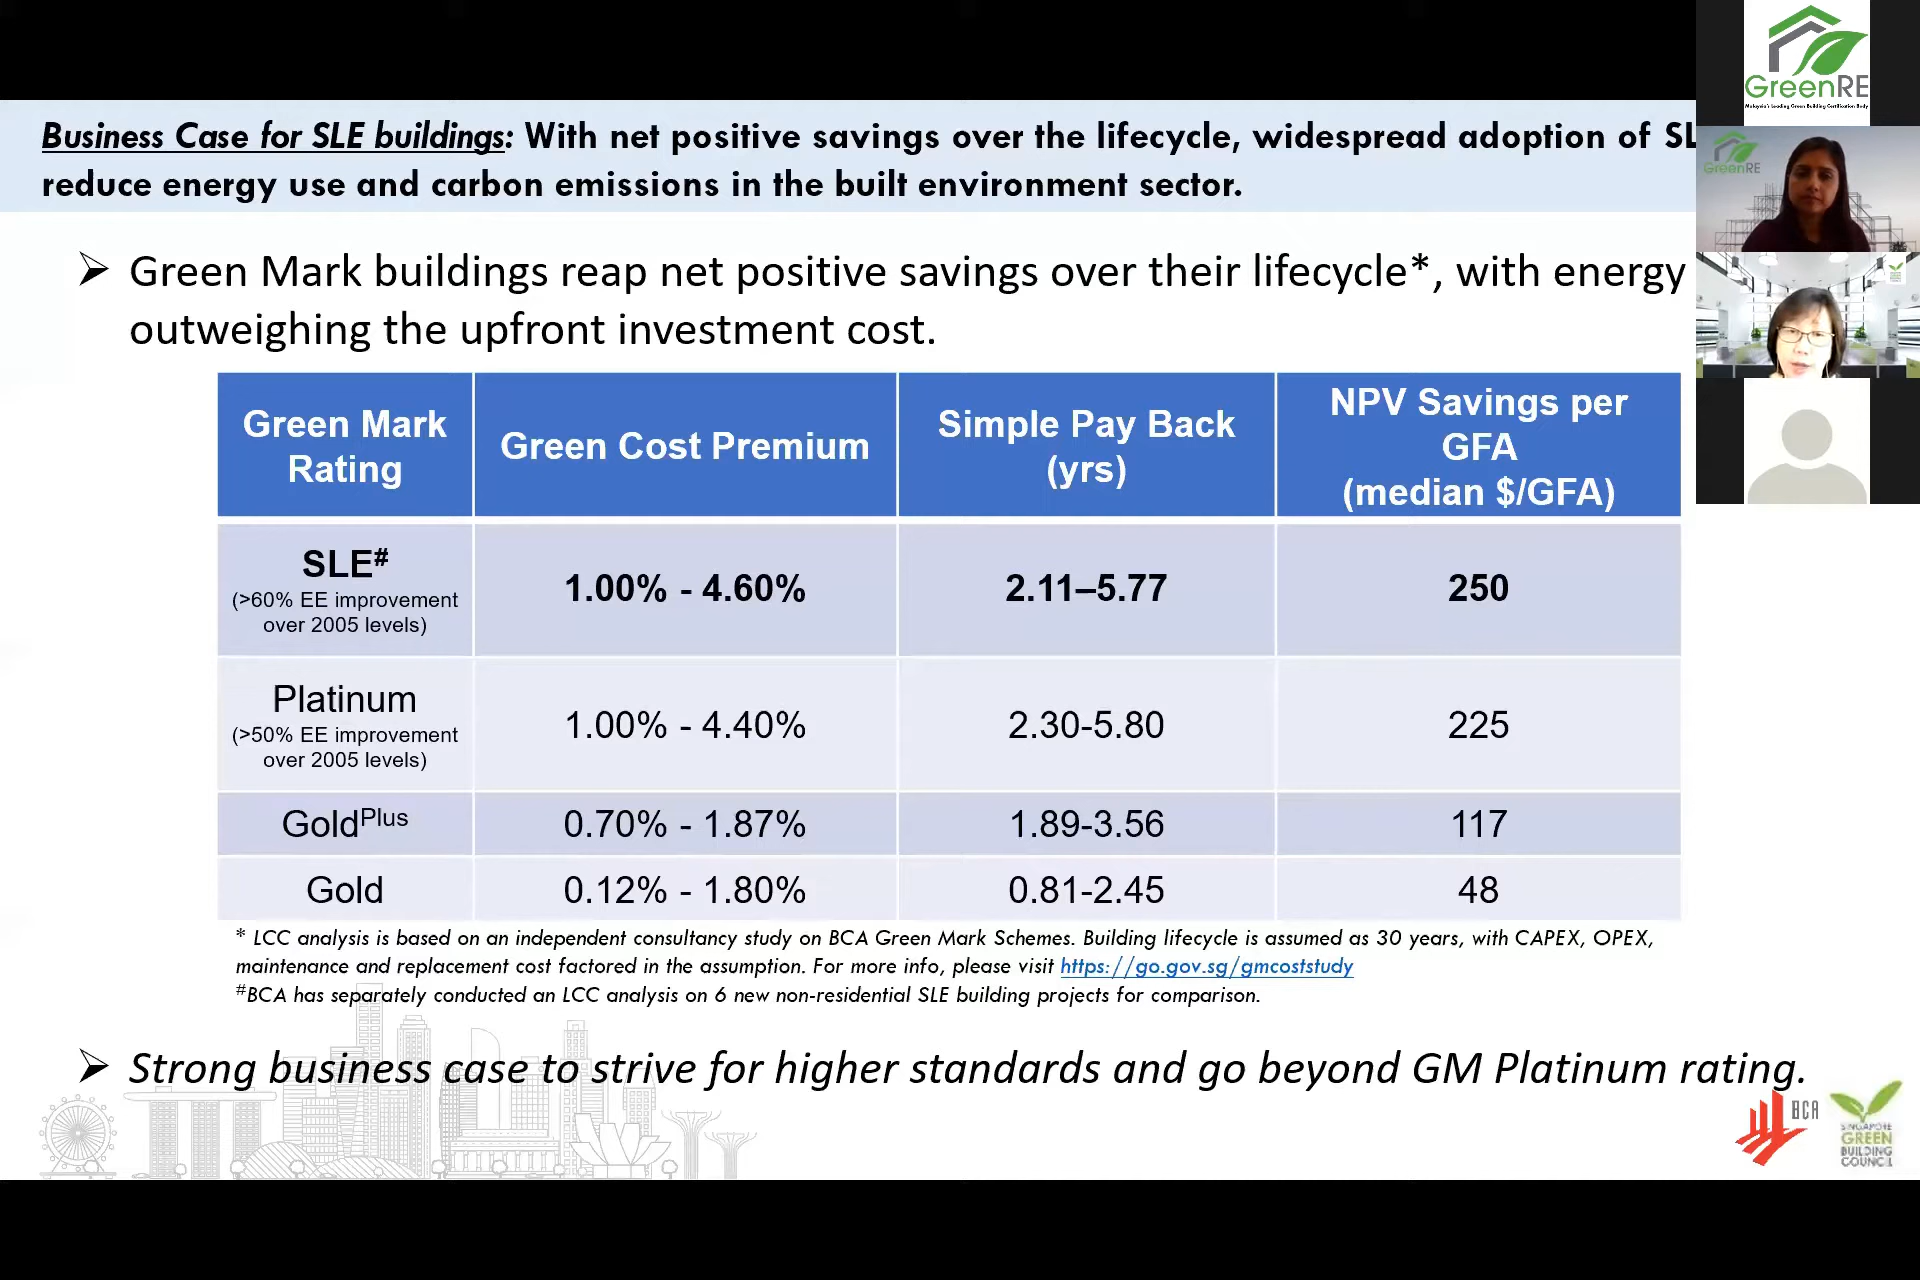 GreenRE
Malaysia's Leading Green Building Certification Body
GreenRE
Business Case for SLE buildings: With net positive savings over the lifecycle, widespread adoption of SL
reduce energy use and carbon emissions in the built environment sector.
➢ Green Mark buildings reap net positive savings over their lifecycle*, with energy
outweighing the upfront investment cost.
Green Mark Rating
Green Cost Premium
Simple Pay Back (yrs)
NPV Savings per GFA (median $/GFA)
SLE#
(>60% EE improvement over 2005 levels)
1.00% - 4.60%
2.11–5.77
250
Platinum
(>50% EE improvement over 2005 levels)
1.00% - 4.40%
2.30-5.80
225
GoldPlus
0.70% - 1.87%
1.89-3.56
117
Gold
0.12% - 1.80%
0.81-2.45
48
* LCC analysis is based on an independent consultancy study on BCA Green Mark Schemes. Building lifecycle is assumed as 30 years, with CAPEX, OPEX,
maintenance and replacement cost factored in the assumption. For more info, please visit https://go.gov.sg/gmcoststudy
#BCA has separately conducted an LCC analysis on 6 new non-residential SLE building projects for comparison.
➢ Strong business case to strive for higher standards and go beyond GM Platinum rating.
BCA
SINGAPORE
GREEN
BUILDING
COUNCIL